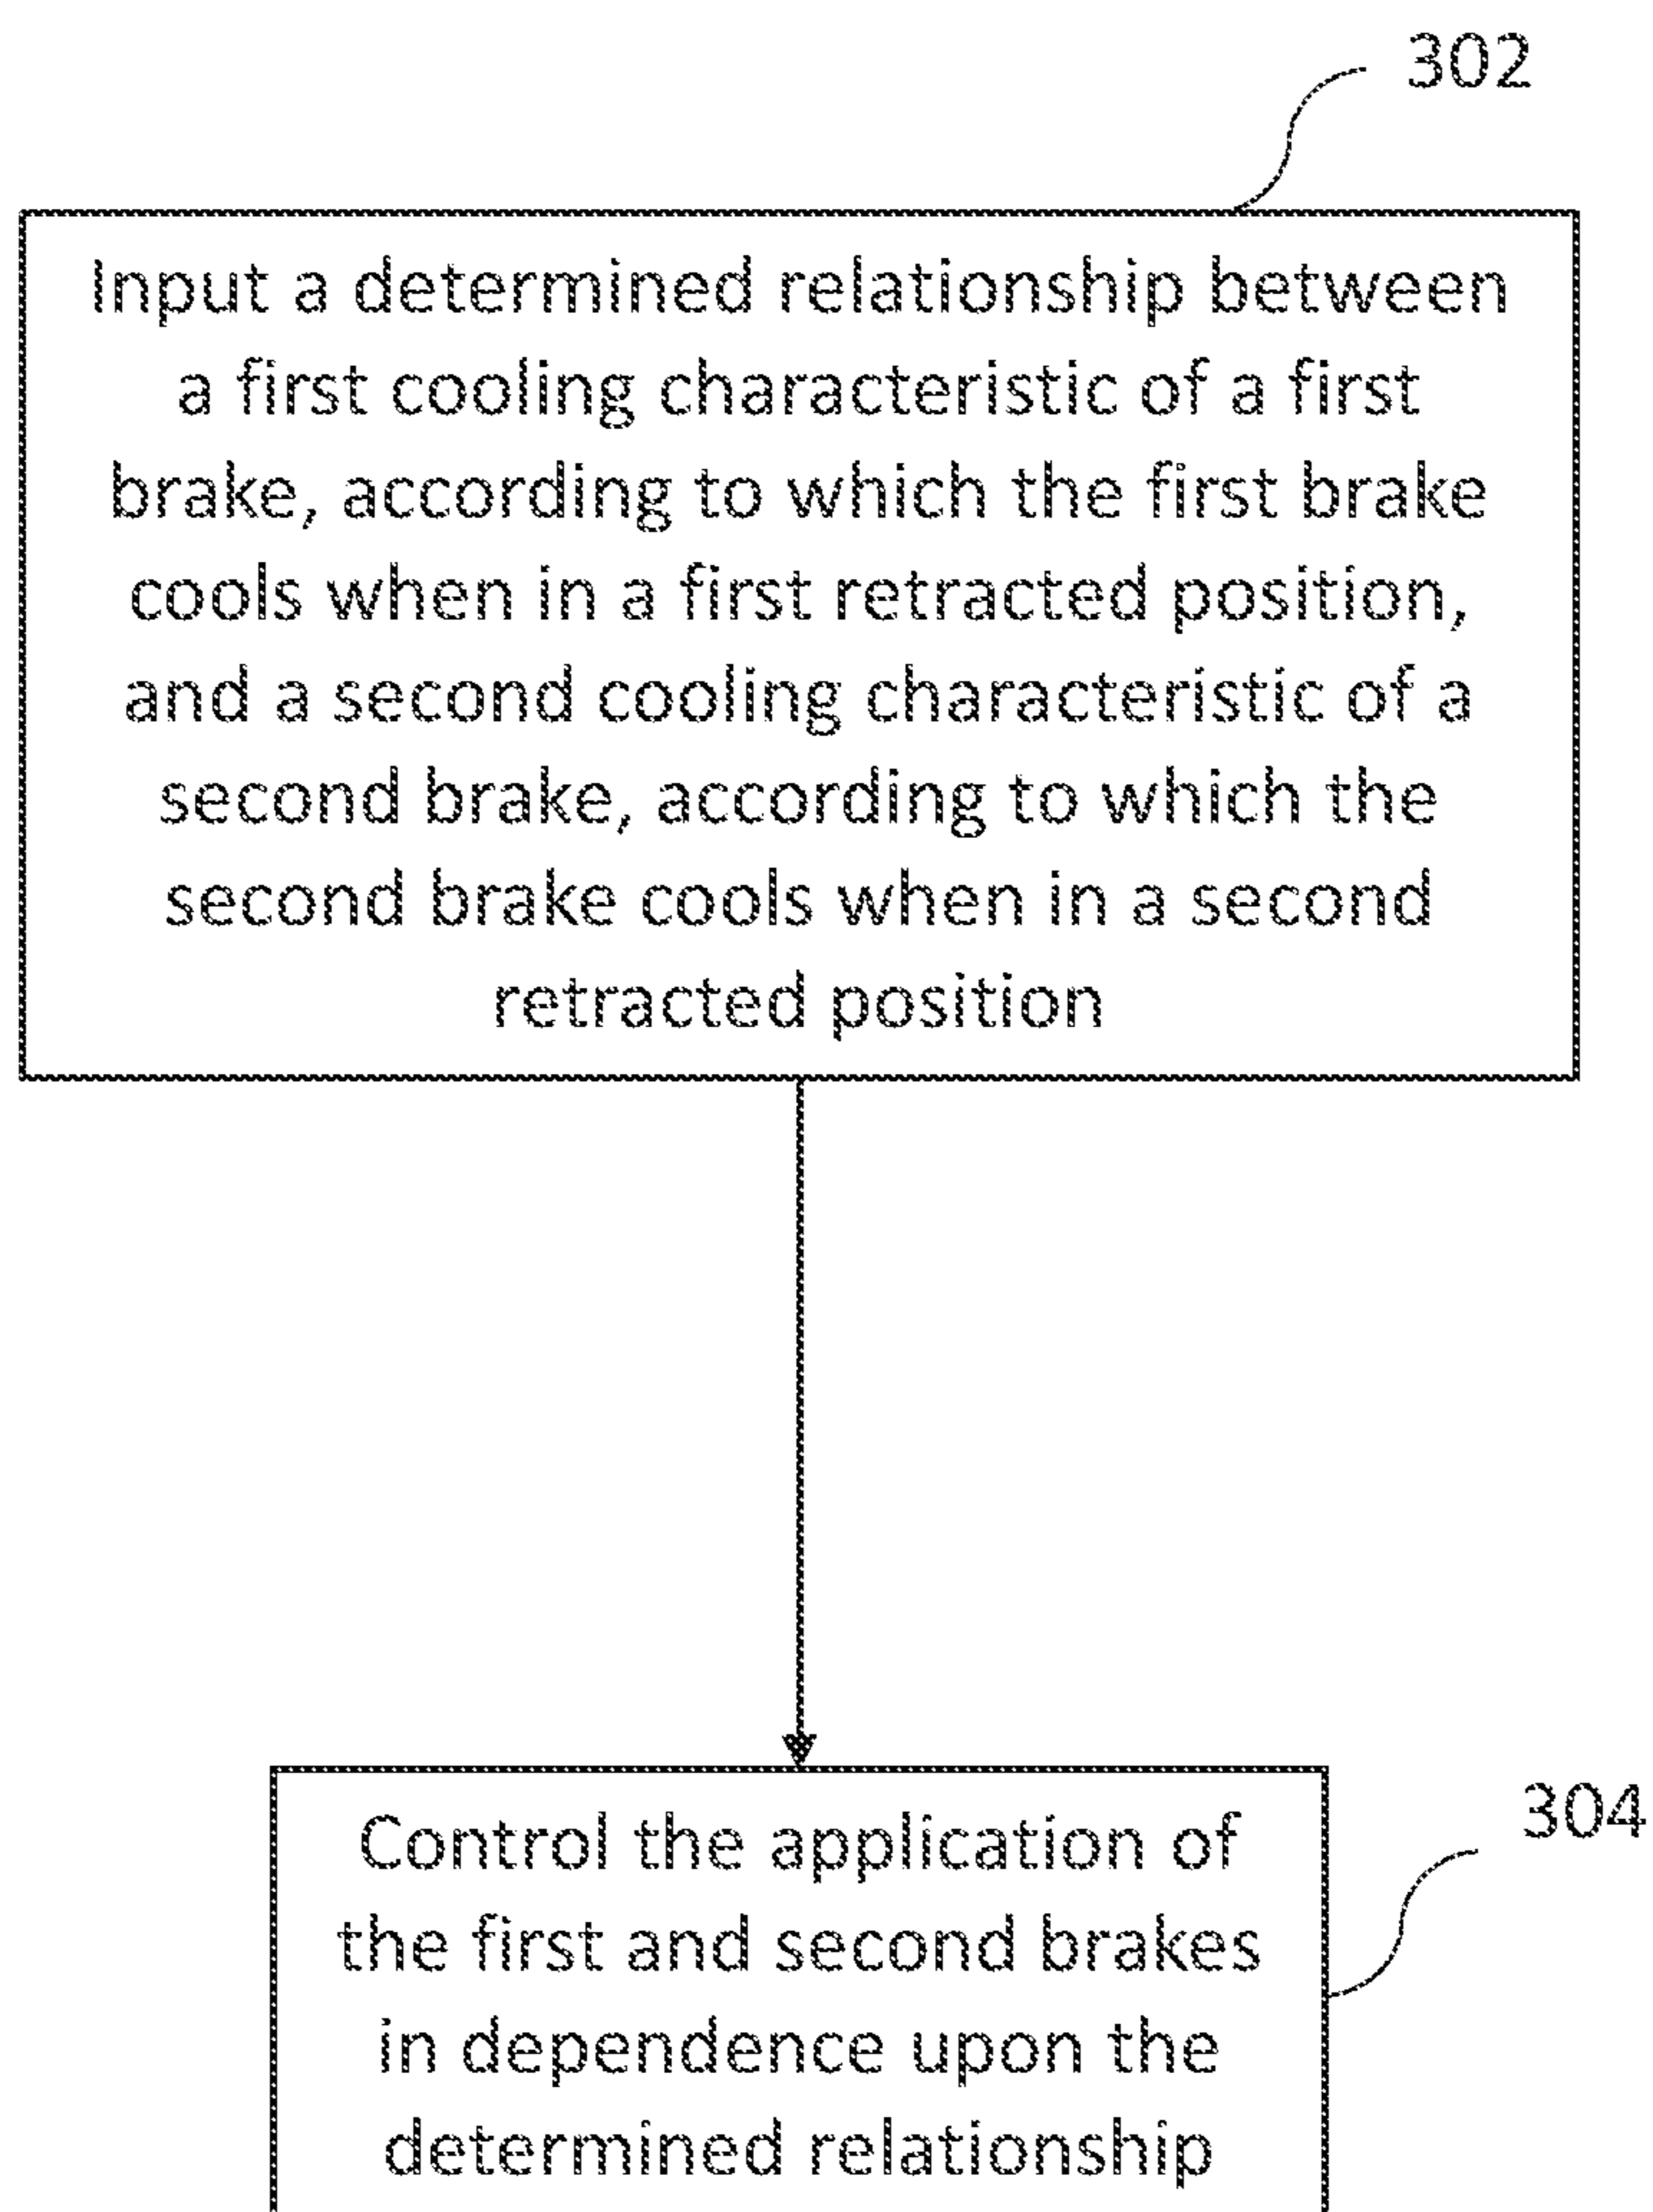 302
Input a determined relationship between
a first cooling characteristic of a first
brake, according to which the first brake
cools when in a first retracted position,
and a second cooling characteristic of a
second brake, according to which the
second brake cools when in a second
retracted position
304
Control the application of
the first and second brakes
in dependence upon the
determined relationship